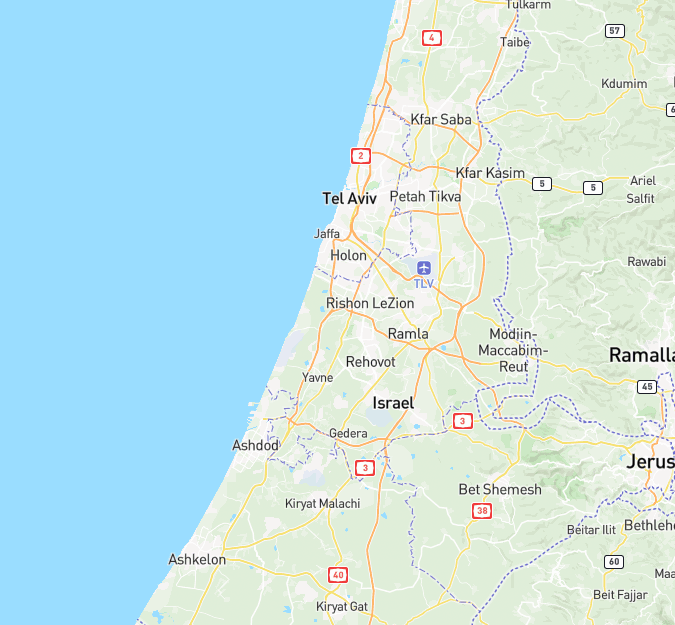 Tulkarm
4
57
Taibe
Kdumim
6
Kfar Saba
2
Kfar Kasim
5
5
Ariel
Tel Aviv
Petah Tikva
Salfit
Jaffa
Holon
Rawabi
TLV
Rishon LeZion
Ramla
Modiin-
Maccabim-
Reut
Ramalla
Rehovot
Yavne
45
Israel
3
Gedera
Ashdod
Jerus
3
Bet Shemesh
Kiryat Malachi
38
Beitar Ilit
Bethlehe
Ashkelon
60
40
Maa
Beit Fajjar
Kiryat Gat